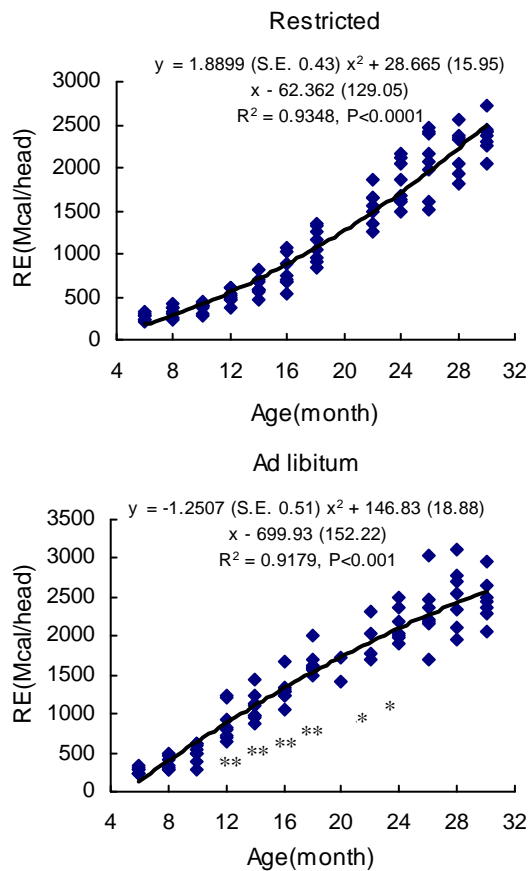 Restricted
y = 1.8899 (S.E. 0.43) x² + 28.665 (15.95)
x - 62.362 (129.05)
R² = 0.9348, P<0.0001
3000
2500
2000
1500
1000
500
0
RE(Mcal/head)
4 8 12 16 20 24 28 32
Age(month)
Ad libitum
y = -1.2507 (S.E. 0.51) x² + 146.83 (18.88)
x - 699.93 (152.22)
R² = 0.9179, P<0.001
3500
3000
2500
2000
1500
1000
500
0
RE(Mcal/head)
** ** ** ** * *
4 8 12 16 20 24 28 32
Age(month)